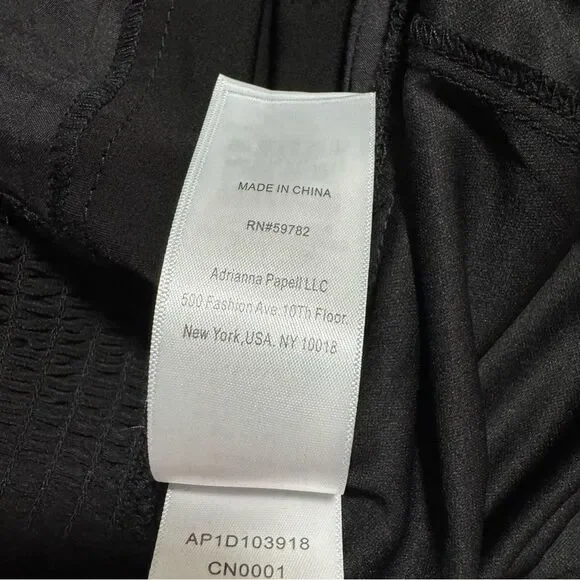 MADE IN CHINA
RN#59782
Adrianna Papell LLC
500 Fashion Ave.10Th Floor.
New York,USA. NY 10018
AP1D103918
CN0001